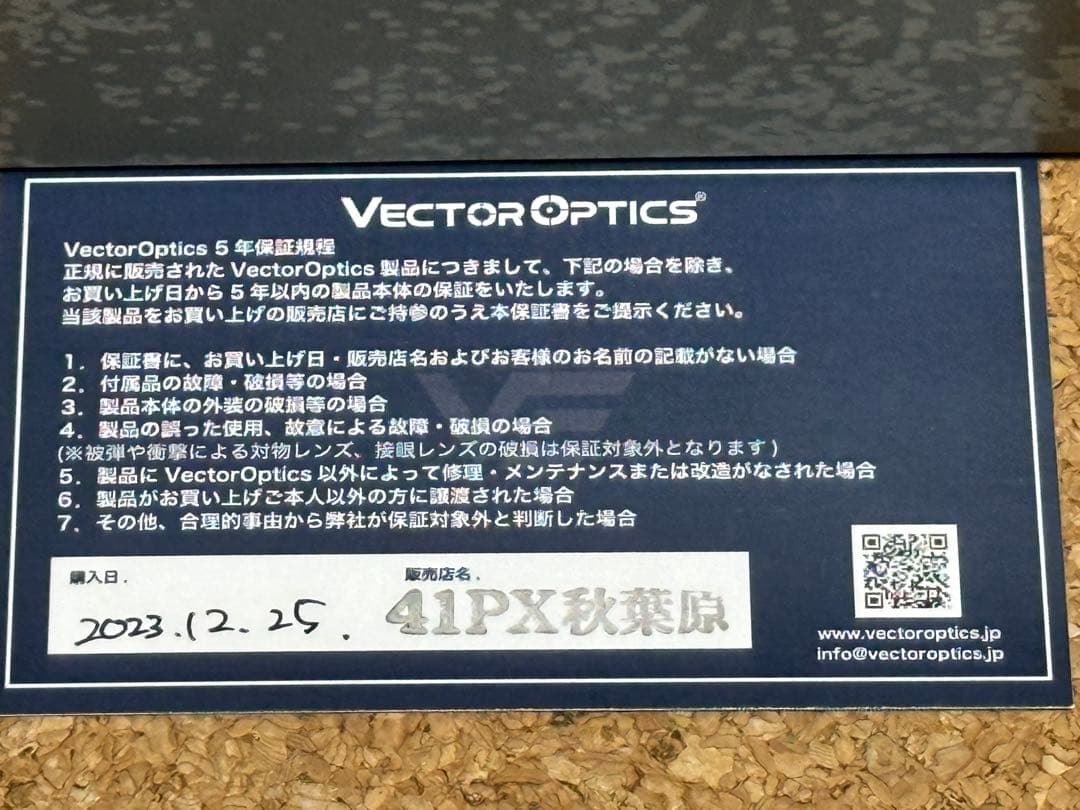 VECTOR OPTICS®
VectorOptics 5年保証規程
正規に販売された VectorOptics 製品につきまして、下記の場合を除き、
お買い上げ日から5年以内の製品本体の保証をいたします。
当該製品をお買い上げの販売店にご持参のうえ本保証書をご提示ください。
1. 保証書に、お買い上げ日・販売店名およびお客様のお名前の記載がない場合
2. 付属品の故障・破損等の場合
3. 製品本体の外装の破損等の場合
4. 製品の誤った使用、故意による故障・破損の場合
(※被弾や衝撃による対物レンズ、接眼レンズの破損は保証対象外となります)
5. 製品に VectorOptics 以外によって修理・メンテナンスまたは改造がなされた場合
6. 製品がお買い上げご本人以外の方に譲渡された場合
7. その他、合理的事由から弊社が保証対象外と判断した場合
購入日.
販売店名.
2023.12.25.
41PX秋葉原
www.vectoroptics.jp
info@vectoroptics.jp